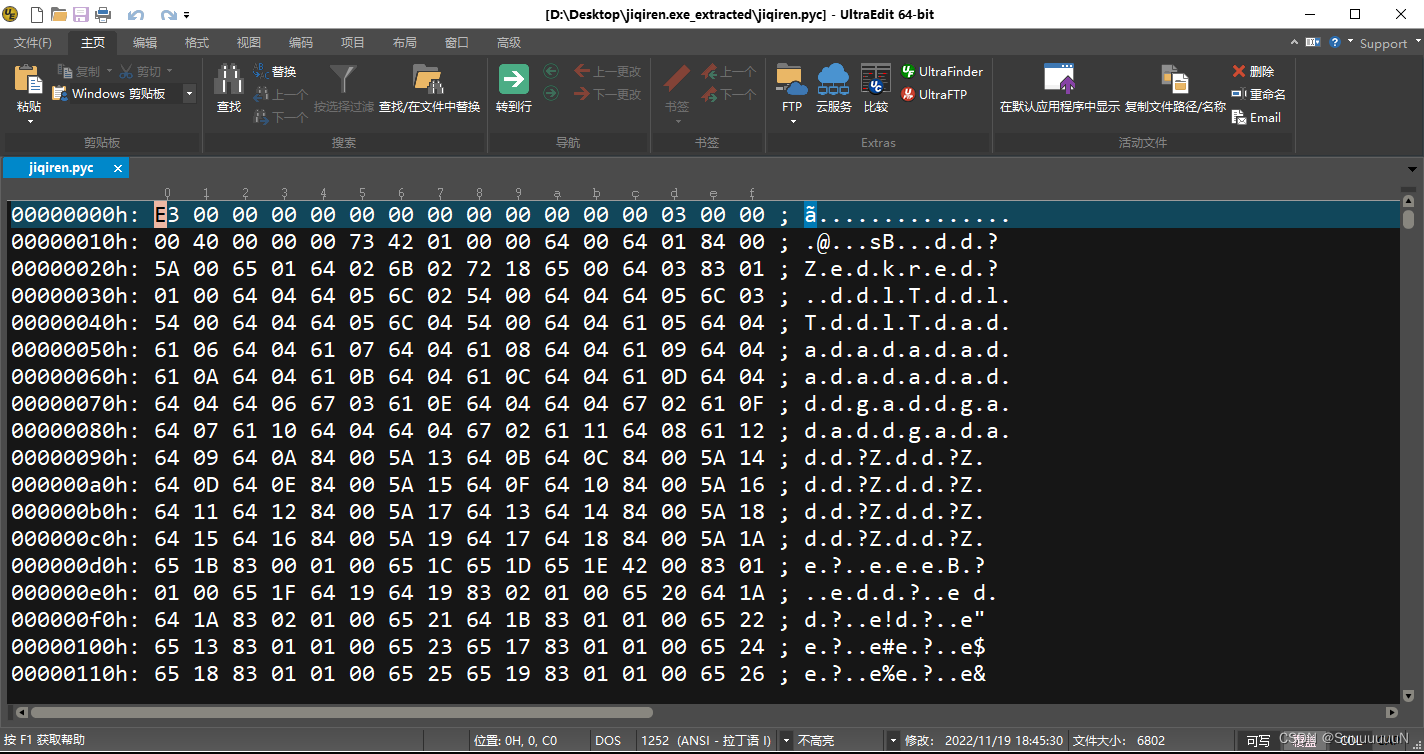 [D:\Desktop\jiqiren.exe_extracted\jiqiren.pyc] - UltraEdit 64-bit
文件(F) 主页 编辑 格式 视图 编码 项目 布局 窗口 高级 Support
粘贴 复制 剪切 Windows 剪贴板 剪贴板
查找 替换 上一个 下一个 按选择过滤 查找/在文件中替换 搜索
转到行 上一更改 下一更改 导航
书签 上一个 下一个 书签
FTP 云服务 比较 UltraFinder UltraFTP Extras
在默认应用程序中显示 复制文件路径/名称 删除 重命名 Email 活动文件
jiqiren.pyc
0 1 2 3 4 5 6 7 8 9 a b c d e f
00000000h: E3 00 00 00 00 00 00 00 00 00 00 00 00 03 00 00 ; ã...............
00000010h: 00 40 00 00 00 73 42 01 00 00 64 00 64 01 84 00 ; .@...sB...d.d.?
00000020h: 5A 00 65 01 64 02 6B 02 72 18 65 00 64 03 83 01 ; Z.e.d.k.r.e.d.?
00000030h: 01 00 64 04 64 05 6C 02 54 00 64 04 64 05 6C 03 ; ..d.d.l.T.d.d.l.
00000040h: 54 00 64 04 64 05 6C 04 54 00 64 04 61 05 64 04 ; T.d.d.l.T.d.a.d.
00000050h: 61 06 64 04 61 07 64 04 61 08 64 04 61 09 64 04 ; a.d.a.d.a.d.a.d.
00000060h: 61 0A 64 04 61 0B 64 04 61 0C 64 04 61 0D 64 04 ; a.d.a.d.a.d.a.d.
00000070h: 64 04 64 06 67 03 61 0E 64 04 64 04 67 02 61 0F ; d.d.g.a.d.d.g.a.
00000080h: 64 07 61 10 64 04 64 04 67 02 61 11 64 08 61 12 ; d.a.d.d.g.a.d.a.
00000090h: 64 09 64 0A 84 00 5A 13 64 0B 64 0C 84 00 5A 14 ; d.d.?Z.d.d.?Z.
000000a0h: 64 0D 64 0E 84 00 5A 15 64 0F 64 10 84 00 5A 16 ; d.d.?Z.d.d.?Z.
000000b0h: 64 11 64 12 84 00 5A 17 64 13 64 14 84 00 5A 18 ; d.d.?Z.d.d.?Z.
000000c0h: 64 15 64 16 84 00 5A 19 64 17 64 18 84 00 5A 1A ; d.d.?Z.d.d.?Z.
000000d0h: 65 1B 83 00 01 00 65 1C 65 1D 65 1E 42 00 83 01 ; e.?..e.e.e.B.?
000000e0h: 01 00 65 1F 64 19 64 19 83 02 01 00 65 20 64 1A ; ..e.d.d.?..e d.
000000f0h: 64 1A 83 02 01 00 65 21 64 1B 83 01 01 00 65 22 ; d.?..e!d.?..e"
00000100h: 65 13 83 01 01 00 65 23 65 17 83 01 01 00 65 24 ; e.?..e#e.?..e$
00000110h: 65 18 83 01 01 00 65 25 65 19 83 01 01 00 65 26 ; e.?..e%e.?..e&
按 F1 获取帮助 位置: 0H, 0, C0 DOS 1252 (ANSI - 拉丁语 I) 不高亮 修改: 2022/11/19 18:45:30 文件大小: 6802 可写 覆盖 COL